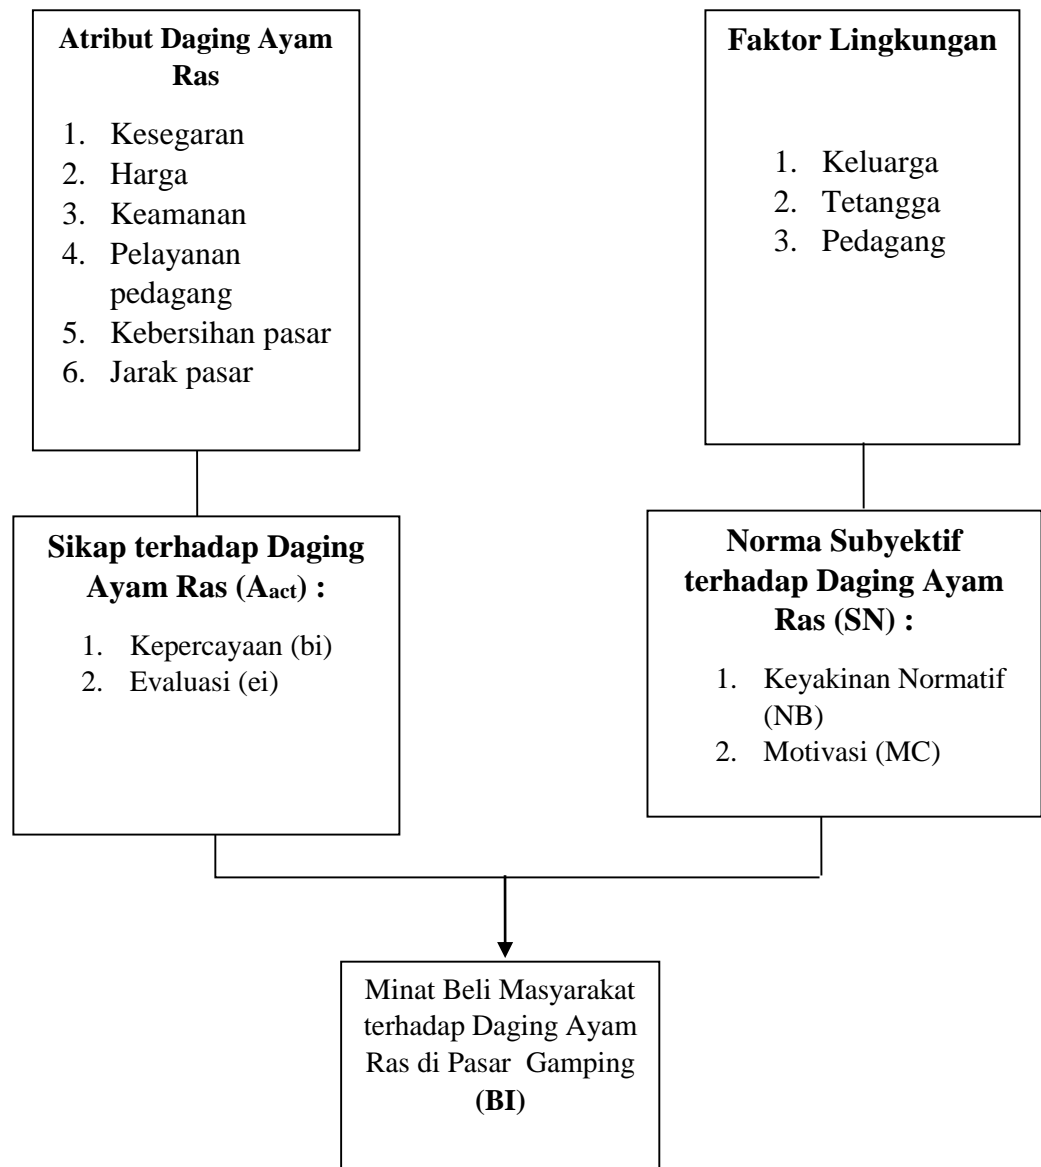 Atribut Daging Ayam
Ras
1. Kesegaran
2. Harga
3. Keamanan
4. Pelayanan
pedagang
5. Kebersihan pasar
6. Jarak pasar
Faktor Lingkungan
1. Keluarga
2. Tetangga
3. Pedagang
Sikap terhadap Daging
Ayam Ras (Aact) :
1. Kepercayaan (bi)
2. Evaluasi (ei)
Norma Subyektif
terhadap Daging Ayam
Ras (SN) :
1. Keyakinan Normatif
(NB)
2. Motivasi (MC)
Minat Beli Masyarakat
terhadap Daging Ayam
Ras di Pasar Gamping
(BI)